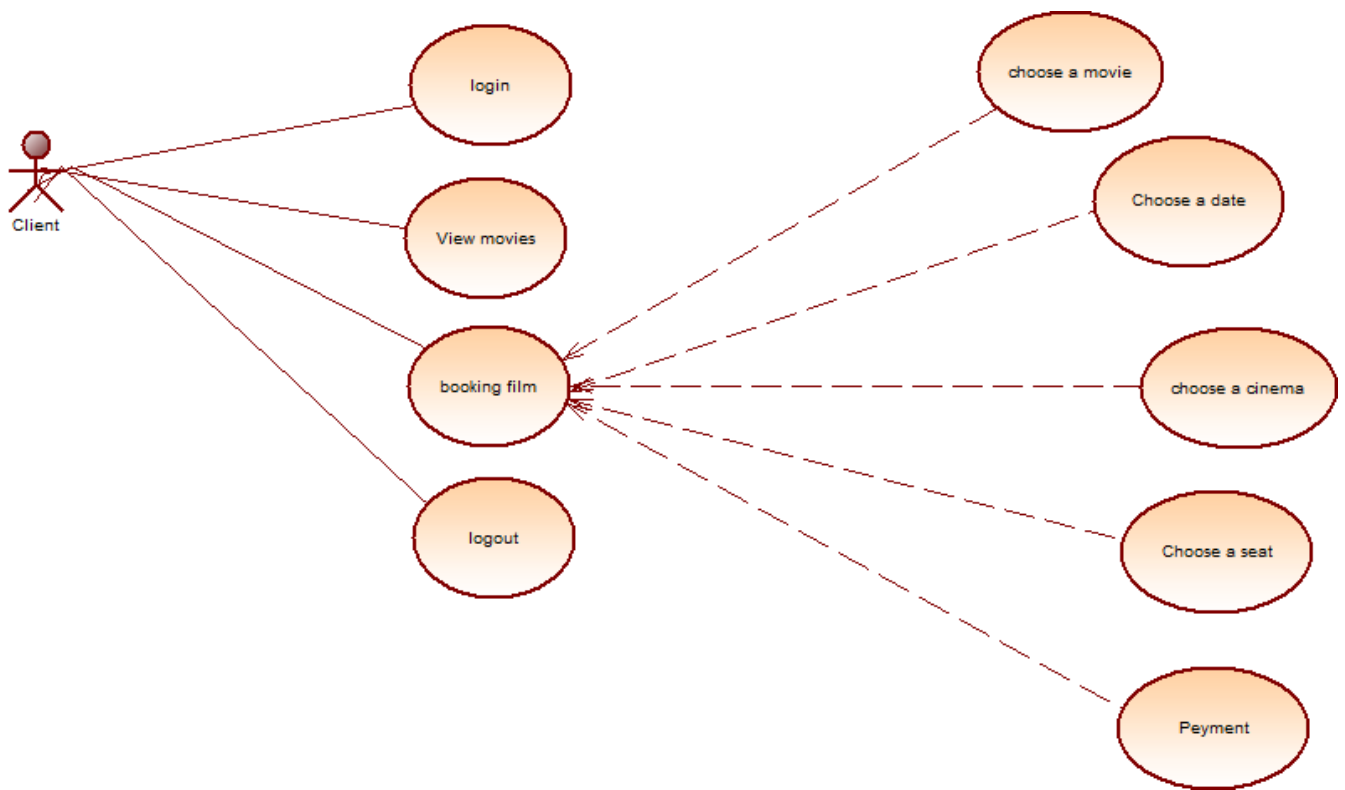 login
choose a movie
Choose a date
Client
View movies
booking film
choose a cinema
logout
Choose a seat
Peyment